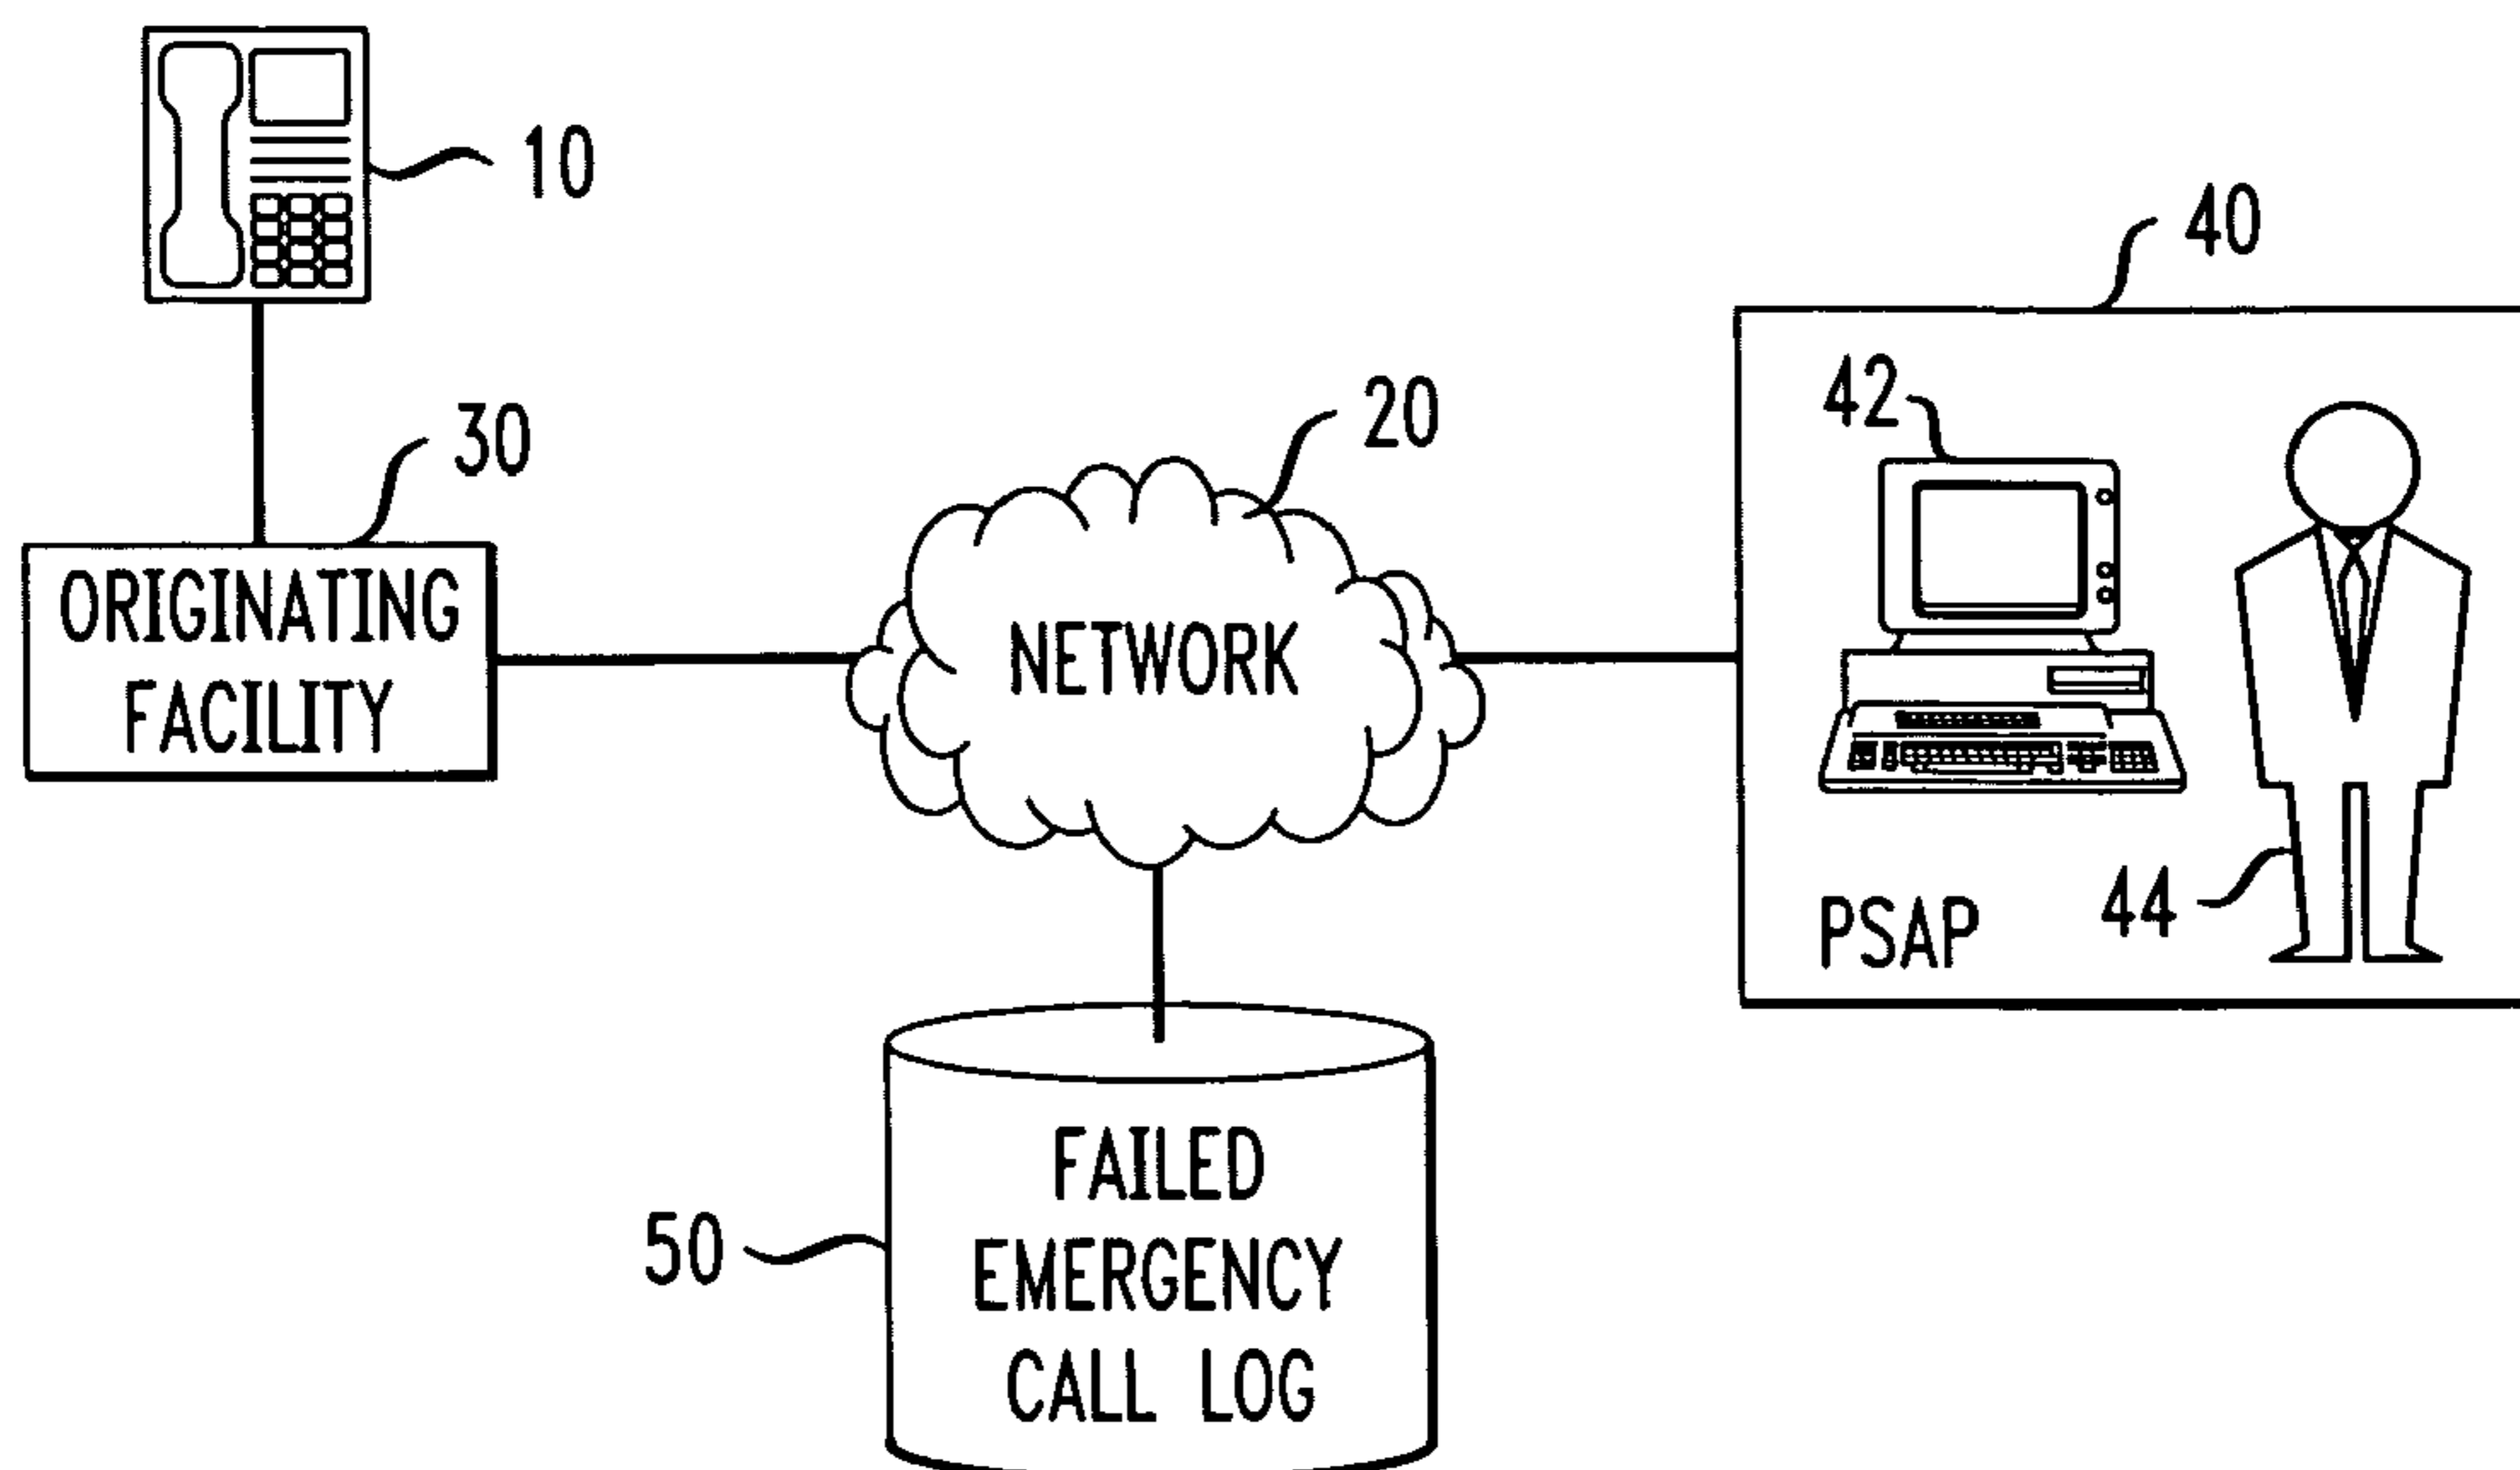 10
40
20
42
30
ORIGINATING
FACILITY
NETWORK
PSAP
44
50
FAILED
EMERGENCY
CALL LOG